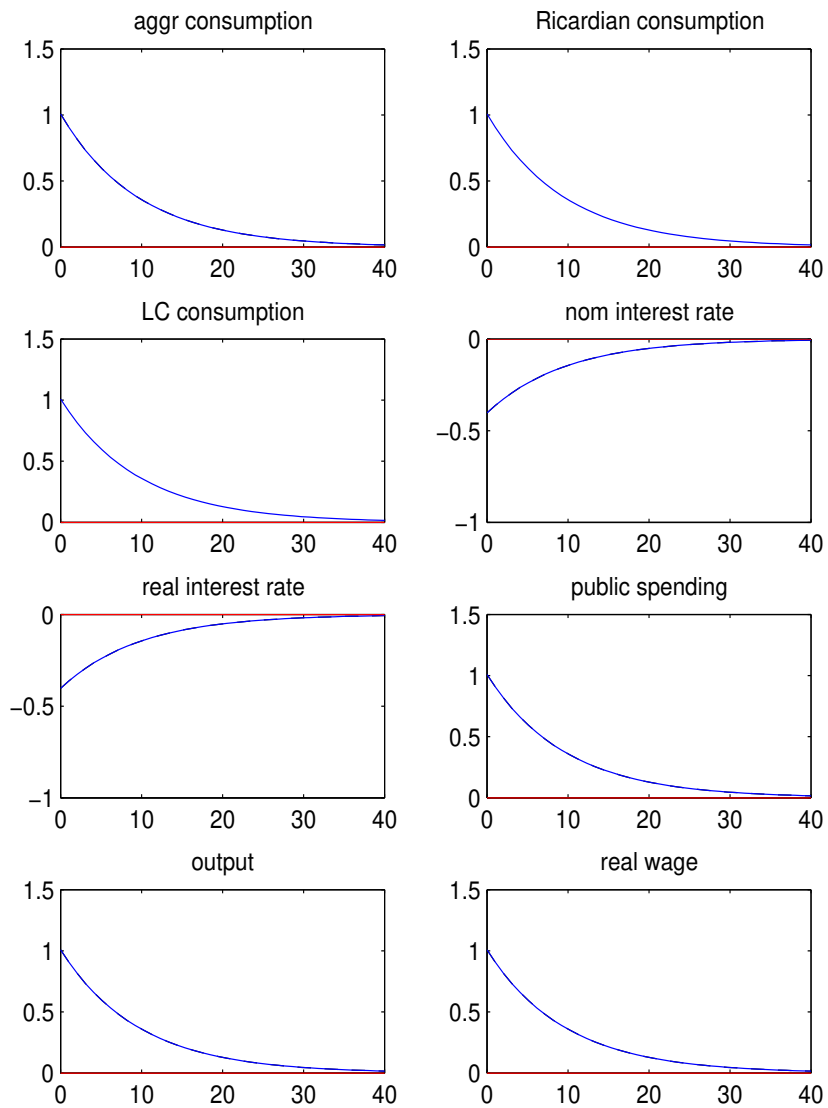 aggr consumption
1.5
1
0.5
0
0 10 20 30 40
Ricardian consumption
1.5
1
0.5
0
0 10 20 30 40
LC consumption
1.5
1
0.5
0
0 10 20 30 40
nom interest rate
0
−0.5
−1
0 10 20 30 40
real interest rate
0
−0.5
−1
0 10 20 30 40
public spending
1.5
1
0.5
0
0 10 20 30 40
output
1.5
1
0.5
0
0 10 20 30 40
real wage
1.5
1
0.5
0
0 10 20 30 40